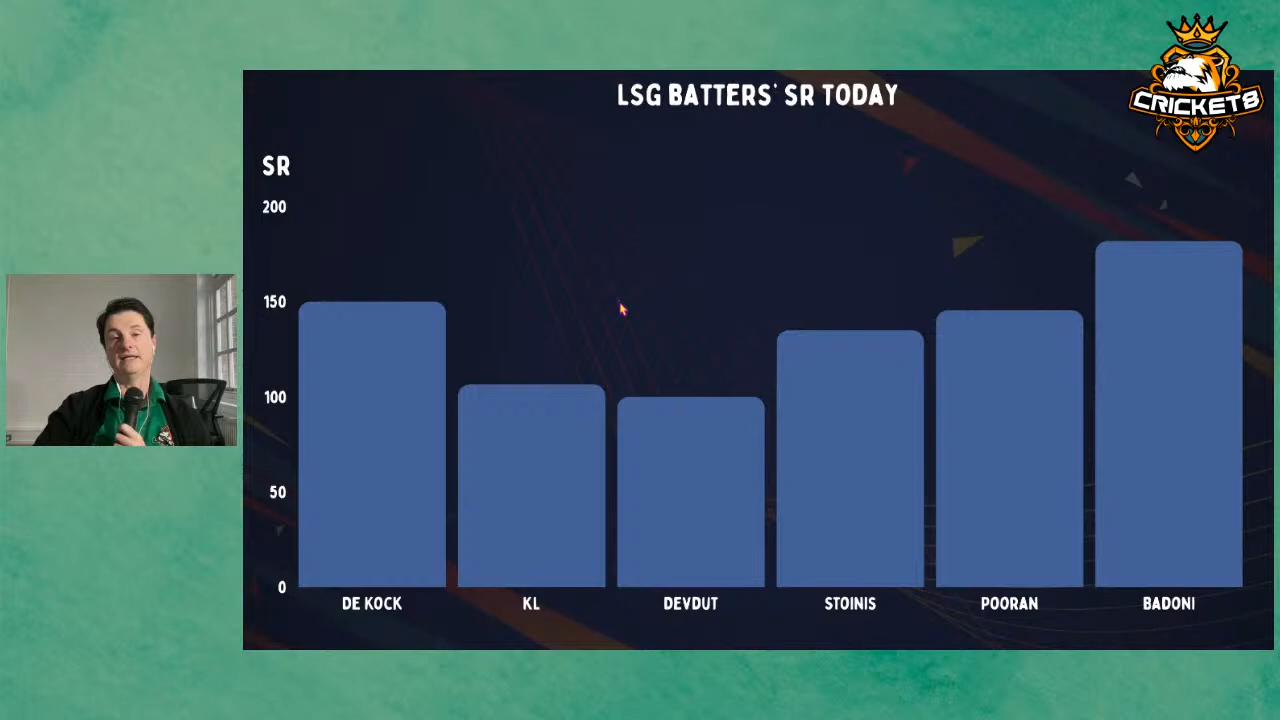 LSG BATTERS' SR TODAY
CRICKET8
SR
200
150
100
50
0
DE KOCK
KL
DEVDUT
STOINIS
POORAN
BADONI